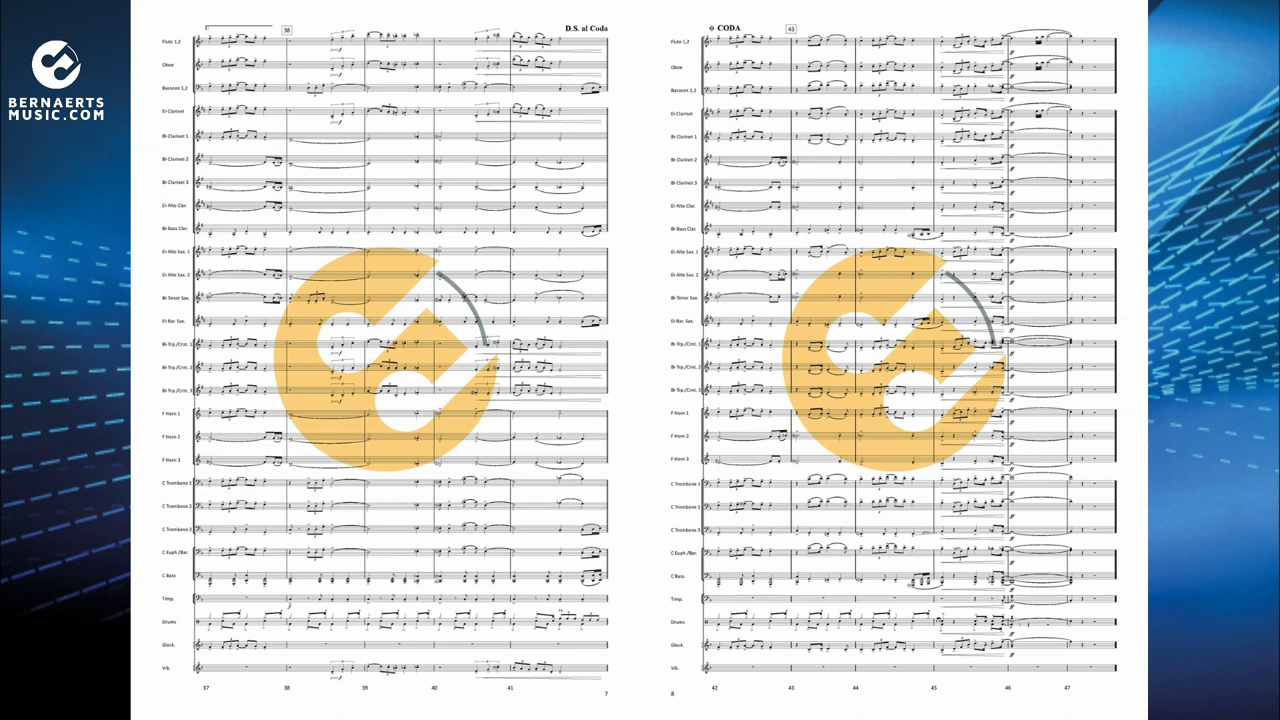 BERNAERTS
MUSIC.COM
38
D.S. al Coda
Flute 1,2
Oboe
Bassoon 1,2
E♭ Clarinet
B♭ Clarinet 1
B♭ Clarinet 2
B♭ Clarinet 3
E♭ Alto Clar.
B♭ Bass Clar.
E♭ Alto Sax. 1
E♭ Alto Sax. 2
B♭ Tenor Sax.
E♭ Bar. Sax.
B♭ Trp./Crnt. 1
B♭ Trp./Crnt. 2
B♭ Trp./Crnt. 3
F Horn 1
F Horn 2
F Horn 3
C Trombone 1
C Trombone 2
C Trombone 3
C Euph./Bar.
C Bass
Timp.
Drums
Glock.
Vib.
37 38 39 40 41
7
CODA
43
Flute 1,2
Oboe
Bassoon 1,2
E♭ Clarinet
B♭ Clarinet 1
B♭ Clarinet 2
B♭ Clarinet 3
E♭ Alto Clar.
B♭ Bass Clar.
E♭ Alto Sax. 1
E♭ Alto Sax. 2
B♭ Tenor Sax.
E♭ Bar. Sax.
B♭ Trp./Crnt. 1
B♭ Trp./Crnt. 2
B♭ Trp./Crnt. 3
F Horn 1
F Horn 2
F Horn 3
C Trombone 1
C Trombone 2
C Trombone 3
C Euph./Bar.
C Bass
Timp.
Drums
Glock.
Vib.
42 43 44 45 46 47
8